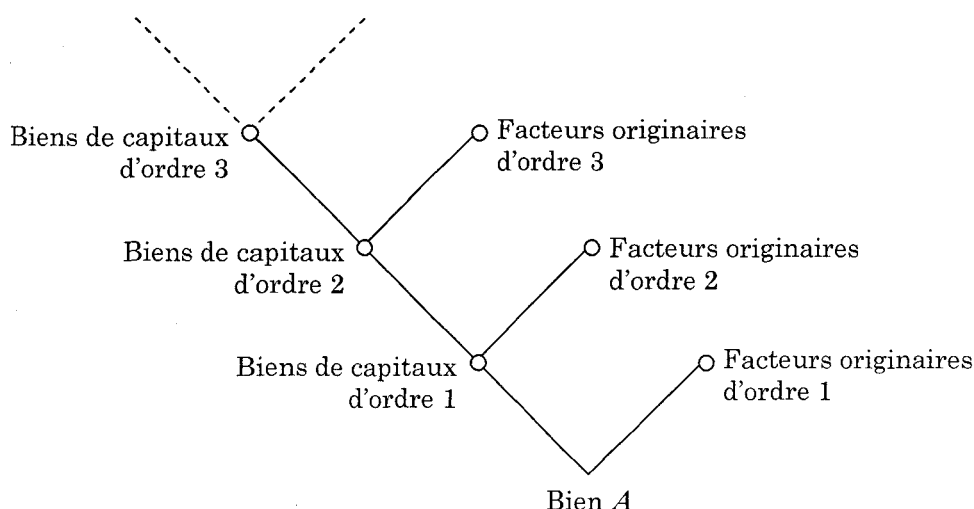 Biens de capitaux
d'ordre 3
Facteurs originaires
d'ordre 3
Biens de capitaux
d'ordre 2
Facteurs originaires
d'ordre 2
Biens de capitaux
d'ordre 1
Facteurs originaires
d'ordre 1
Bien A